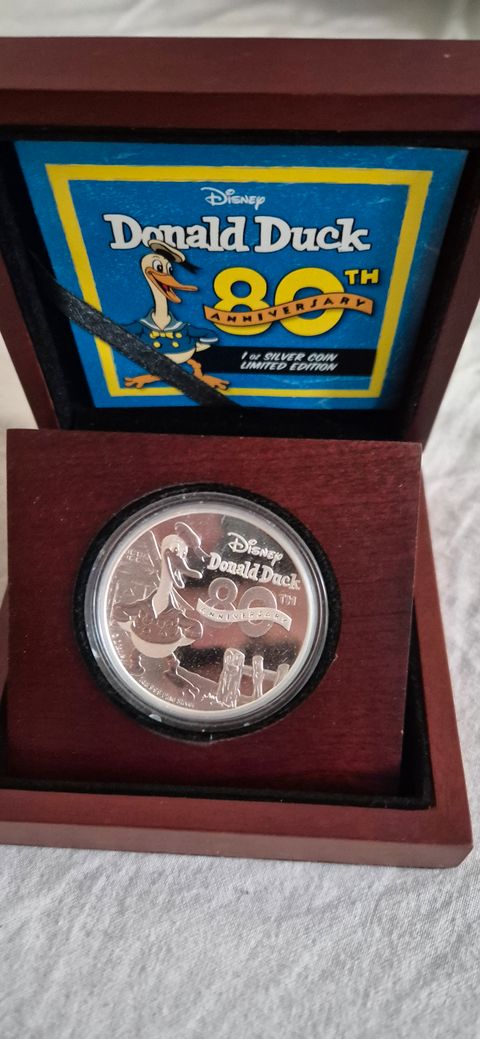 Disney
Donald Duck
80TH
ANNIVERSARY
1 oz SILVER COIN
LIMITED EDITION
Disney
Donald Duck
80TH
ANNIVERSARY